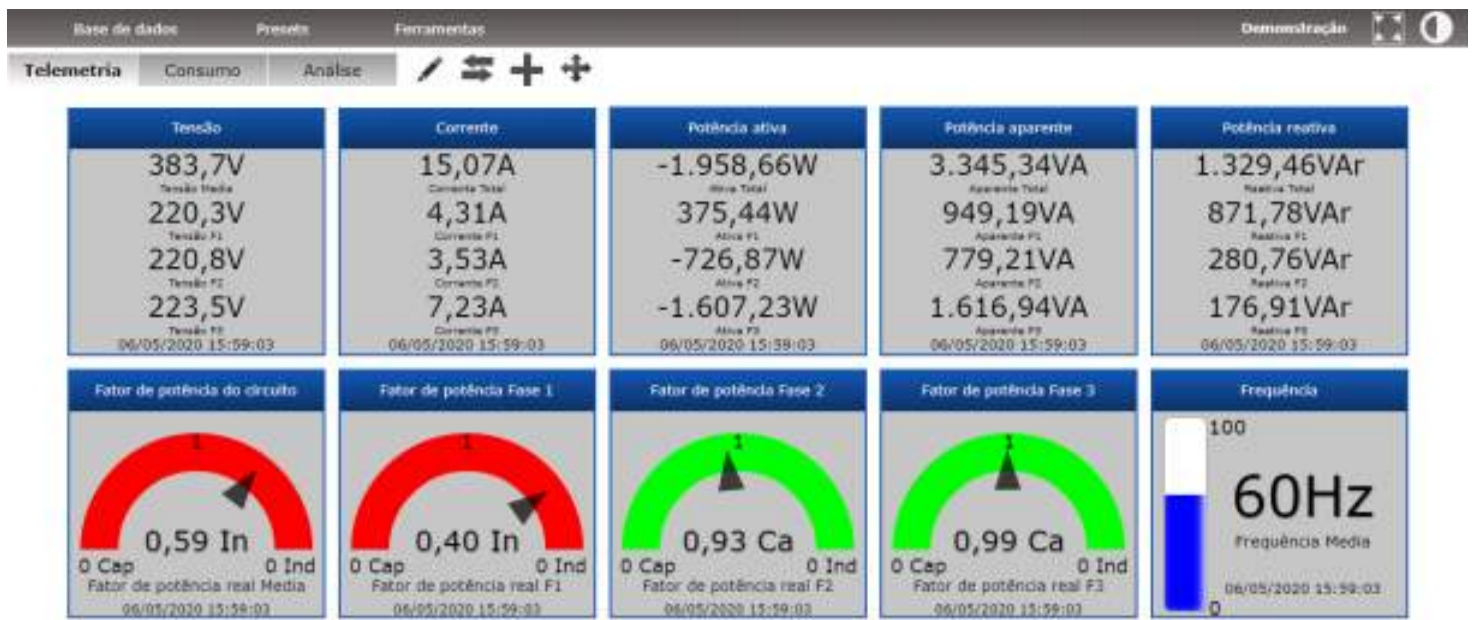 Base de dados Presets Ferramentas Demonstração
Telemetria Consumo Análise
Tensão
383,7V
Tensão Media
220,3V
Tensão F1
220,8V
Tensão F2
223,5V
Tensão F3
06/05/2020 15:59:03
Corrente
15,07A
Corrente Total
4,31A
Corrente F1
3,53A
Corrente F2
7,23A
Corrente F3
06/05/2020 15:59:03
Potência ativa
-1.958,66W
Ativa Total
375,44W
Ativa F1
-726,87W
Ativa F2
-1.607,23W
Ativa F3
06/05/2020 15:59:03
Potência aparente
3.345,34VA
Aparente Total
949,19VA
Aparente F1
779,21VA
Aparente F2
1.616,94VA
Aparente F3
06/05/2020 15:59:03
Potência reativa
1.329,46VAr
Reativa Total
871,78VAr
Reativa F1
280,76VAr
Reativa F2
176,91VAr
Reativa F3
06/05/2020 15:59:03
Fator de potência do circuito
1
0,59 In
0 Cap 0 Ind
Fator de potência real Media
06/05/2020 15:59:03
Fator de potência Fase 1
1
0,40 In
0 Cap 0 Ind
Fator de potência real F1
06/05/2020 15:59:03
Fator de potência Fase 2
1
0,93 Ca
0 Cap 0 Ind
Fator de potência real F2
06/05/2020 15:59:03
Fator de potência Fase 3
1
0,99 Ca
0 Cap 0 Ind
Fator de potência real F3
06/05/2020 15:59:03
Frequência
100
60Hz
Frequência Media
06/05/2020 15:59:03
0